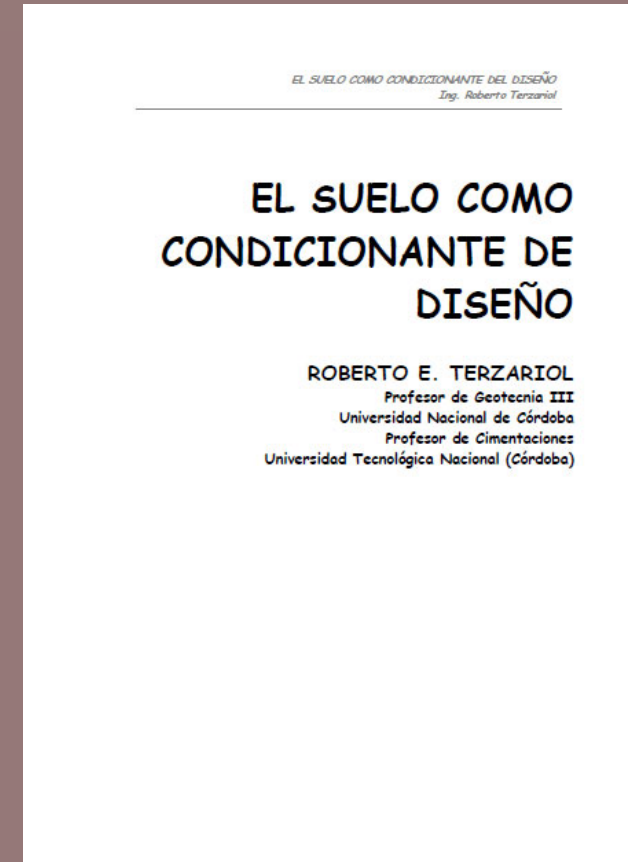 EL SUELO COMO CONDICIONANTE DEL DISEÑO
Ing. Roberto Terzariol
EL SUELO COMO
CONDICIONANTE DE
DISEÑO
ROBERTO E. TERZARIOL
Profesor de Geotecnia III
Universidad Nacional de Córdoba
Profesor de Cimentaciones
Universidad Tecnológica Nacional (Córdoba)